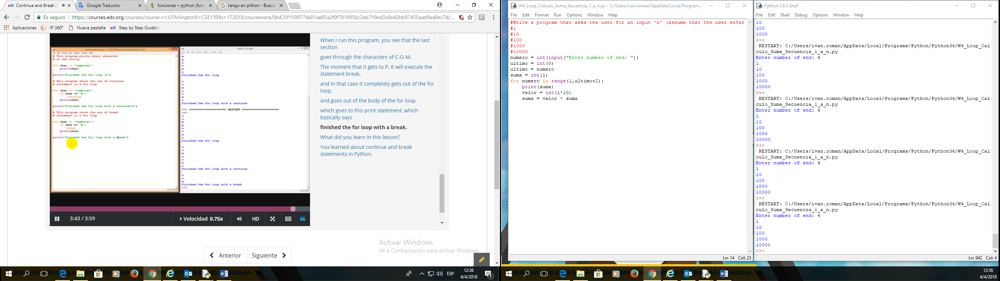 Continue and Break |
Google Traductor
funciones – python (func
rango en pithon - Buscar
Es seguro
https://courses.edx.org/courses/course-v1:UTArlingtonX+CSE1309x+1T2018/courseware/0b425f1599774a01ae85a2f0f781895b/2eb710ed3c6b42bb97435aad9aa8ec7d/...
Aplicaciones
IP 360°
Nueva pestaña
edX
Step by Step Guidelin
continue_and_break.py - C:\CSE1309x\continue_and_break.py (3.4.3)
File Edit Format Run Options Window Help
# This program prints every character
# of the string
for char in "computer":
print(char)
print("Finished the for loop \n")
# This program shows the use of continue
# statement in a for loop
for char in "computer":
if char == "p":
continue
print(char)
print("Finished the for loop with a continue\n")
# This program shows the use of break
# statement in a for loop
for char in "computer":
if char == "p":
break
print(char)
print("Finished the for loop with a break")
Python 3.4.3 Shell
File Edit Shell Debug Options Window Help
m
p
u
t
e
r
Finished the for loop
c
o
m
u
t
e
r
Finished the for loop with a continue
>>> ===================== RESTART =====================
>>>
c
o
m
p
u
t
e
r
Finished the for loop
c
o
m
u
t
e
r
Finished the for loop with a continue
c
o
m
Finished the for loop with a break
>>>
3:43 / 3:59
Velocidad 0.75x
HD
CC
When I run this program, you see that the last
section
goes through the characters of C-O-M.
The moment that it gets to P, it will execute the
statement break,
and in that case it completely gets out of the for
loop,
and goes out of the body of the for loop,
which goes to this print statement, which
basically says
finished the for loop with a break.
What did you learn in this lesson?
You learned about continue and break
statements in Python.
Anterior
Siguiente
Activar Windows
Ve a Configuración para activar Windows.
ESP
12:36
4/4/2018
W4_Loop_Calculo_Suma_Secuencia_1_a_n.py - C:/Users/ivan.roman/AppData/Local/Program...
File Edit Format Run Options Window Help
#Write a program that asks the user for an input 'n' (assume that the user enter
#1
#10
#100
#1000
#10000
numero = int(input("Enter number of end: "))
ultimo = int(0)
ultimo = numero
suma = int(1)
for numero in range(1,ultimo+2):
print(suma)
valor = int(1*10)
suma = valor * suma
Ln: 14 Col: 23
Python 3.6.5 Shell
File Edit Shell Debug Options Window Help
10
100
1000
>>>
RESTART: C:/Users/ivan.roman/AppData/Local/Programs/Python/Python36/W4_Loop_Cal
culo_Suma_Secuencia_1_a_n.py
Enter number of end: 4
1
10
100
1000
10000
>>>
RESTART: C:/Users/ivan.roman/AppData/Local/Programs/Python/Python36/W4_Loop_Cal
culo_Suma_Secuencia_1_a_n.py
Enter number of end: 4
1
10
100
1000
10000
>>>
RESTART: C:/Users/ivan.roman/AppData/Local/Programs/Python/Python36/W4_Loop_Cal
culo_Suma_Secuencia_1_a_n.py
Enter number of end: 4
1
10
100
1000
10000
>>>
RESTART: C:/Users/ivan.roman/AppData/Local/Programs/Python/Python36/W4_Loop_Cal
culo_Suma_Secuencia_1_a_n.py
Enter number of end: 4
1
10
100
1000
10000
>>>
Ln: 942 Col: 4
12:36
4/4/2018